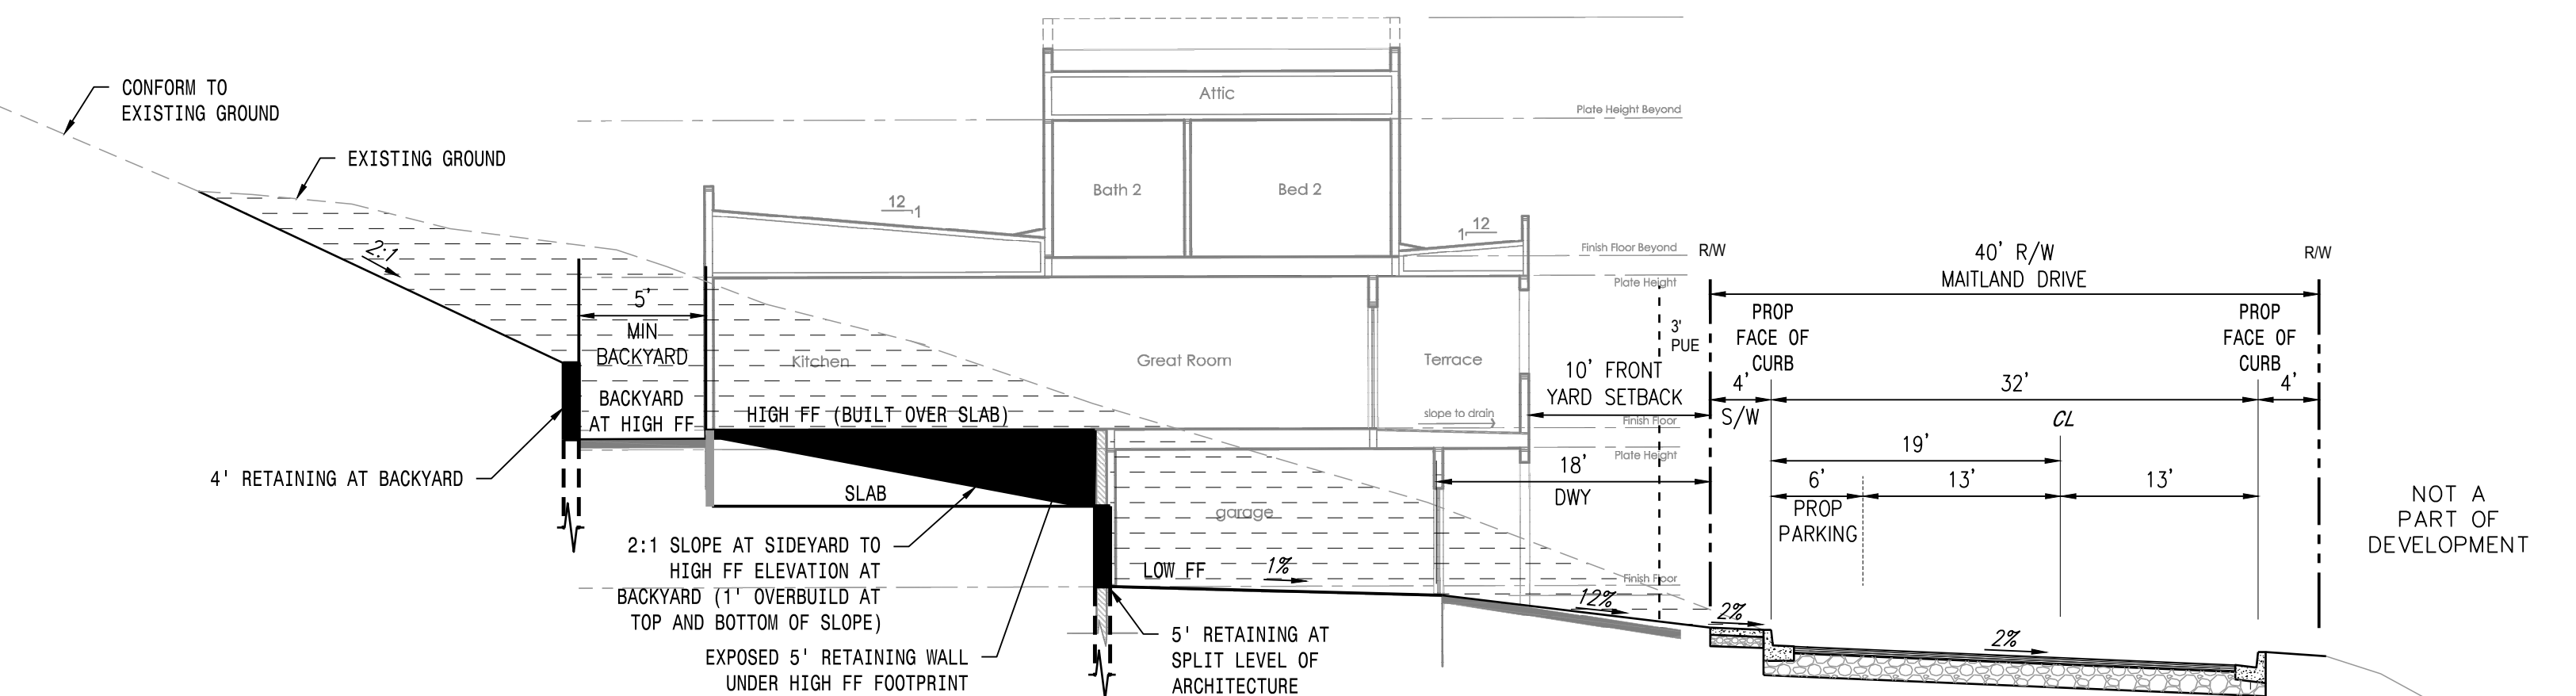 CONFORM TO
EXISTING GROUND
EXISTING GROUND
2:1
5'
MIN
BACKYARD
BACKYARD
AT HIGH FF
4' RETAINING AT BACKYARD
Attic
Bath 2
Bed 2
12
1
12
1
Plate Height Beyond
Finish Floor Beyond
Plate Height
Kitchen
Great Room
Terrace
HIGH FF (BUILT OVER SLAB)
slope to drain
Finish Floor
Plate Height
SLAB
garage
LOW FF
1%
Finish Floor
2:1 SLOPE AT SIDEYARD TO
HIGH FF ELEVATION AT
BACKYARD (1' OVERBUILD AT
TOP AND BOTTOM OF SLOPE)
EXPOSED 5' RETAINING WALL
UNDER HIGH FF FOOTPRINT
5' RETAINING AT
SPLIT LEVEL OF
ARCHITECTURE
3'
PUE
10' FRONT
YARD SETBACK
18'
DWY
12%
R/W
40' R/W
MAITLAND DRIVE
R/W
PROP
FACE OF
CURB
PROP
FACE OF
CURB
4'
S/W
32'
4'
CL
19'
6'
PROP
PARKING
13'
13'
2%
2%
NOT A
PART OF
DEVELOPMENT